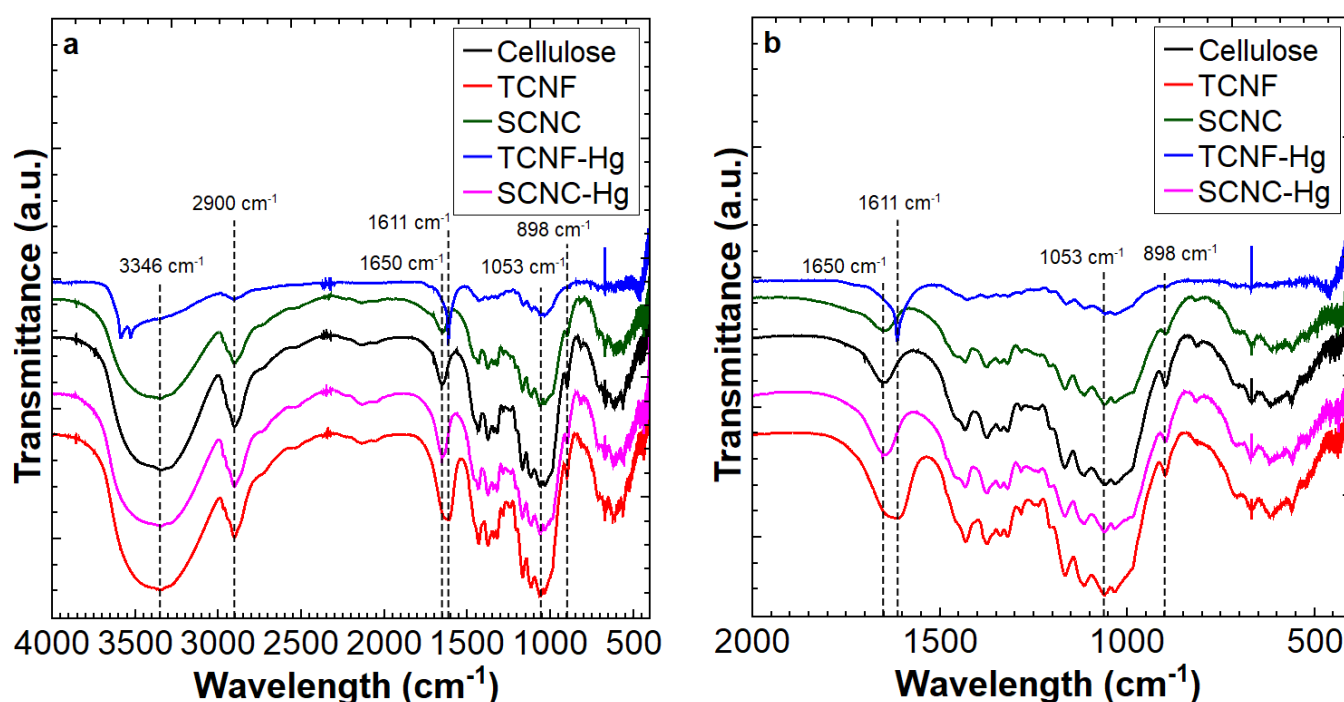 a
Cellulose
TCNF
SCNC
TCNF-Hg
SCNC-Hg
2900 cm-1
1611 cm-1
898 cm-1
3346 cm-1
1650 cm-1
1053 cm-1
Transmittance (a.u.)
4000 3500 3000 2500 2000 1500 1000 500
Wavelength (cm-1)
b
Cellulose
TCNF
SCNC
TCNF-Hg
SCNC-Hg
1611 cm-1
1053 cm-1
898 cm-1
1650 cm-1
Transmittance (a.u.)
2000 1500 1000 500
Wavelength (cm-1)